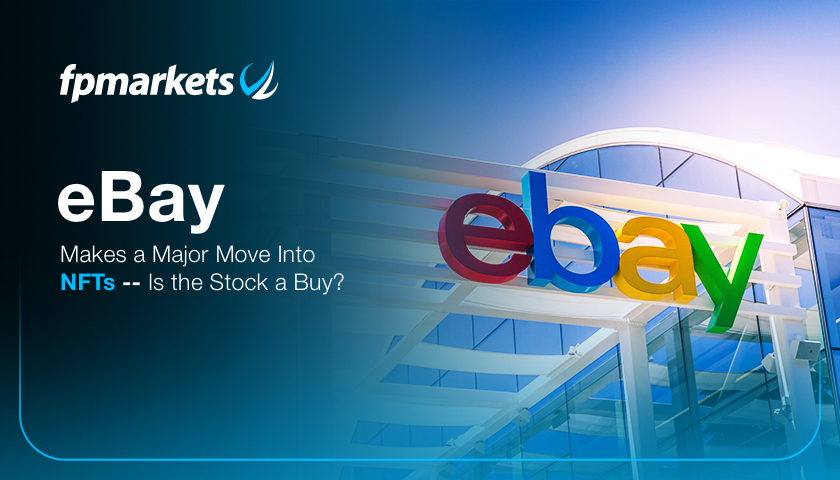 fpmarkets
eBay
Makes a Major Move Into
NFTs -- Is the Stock a Buy?
ebay